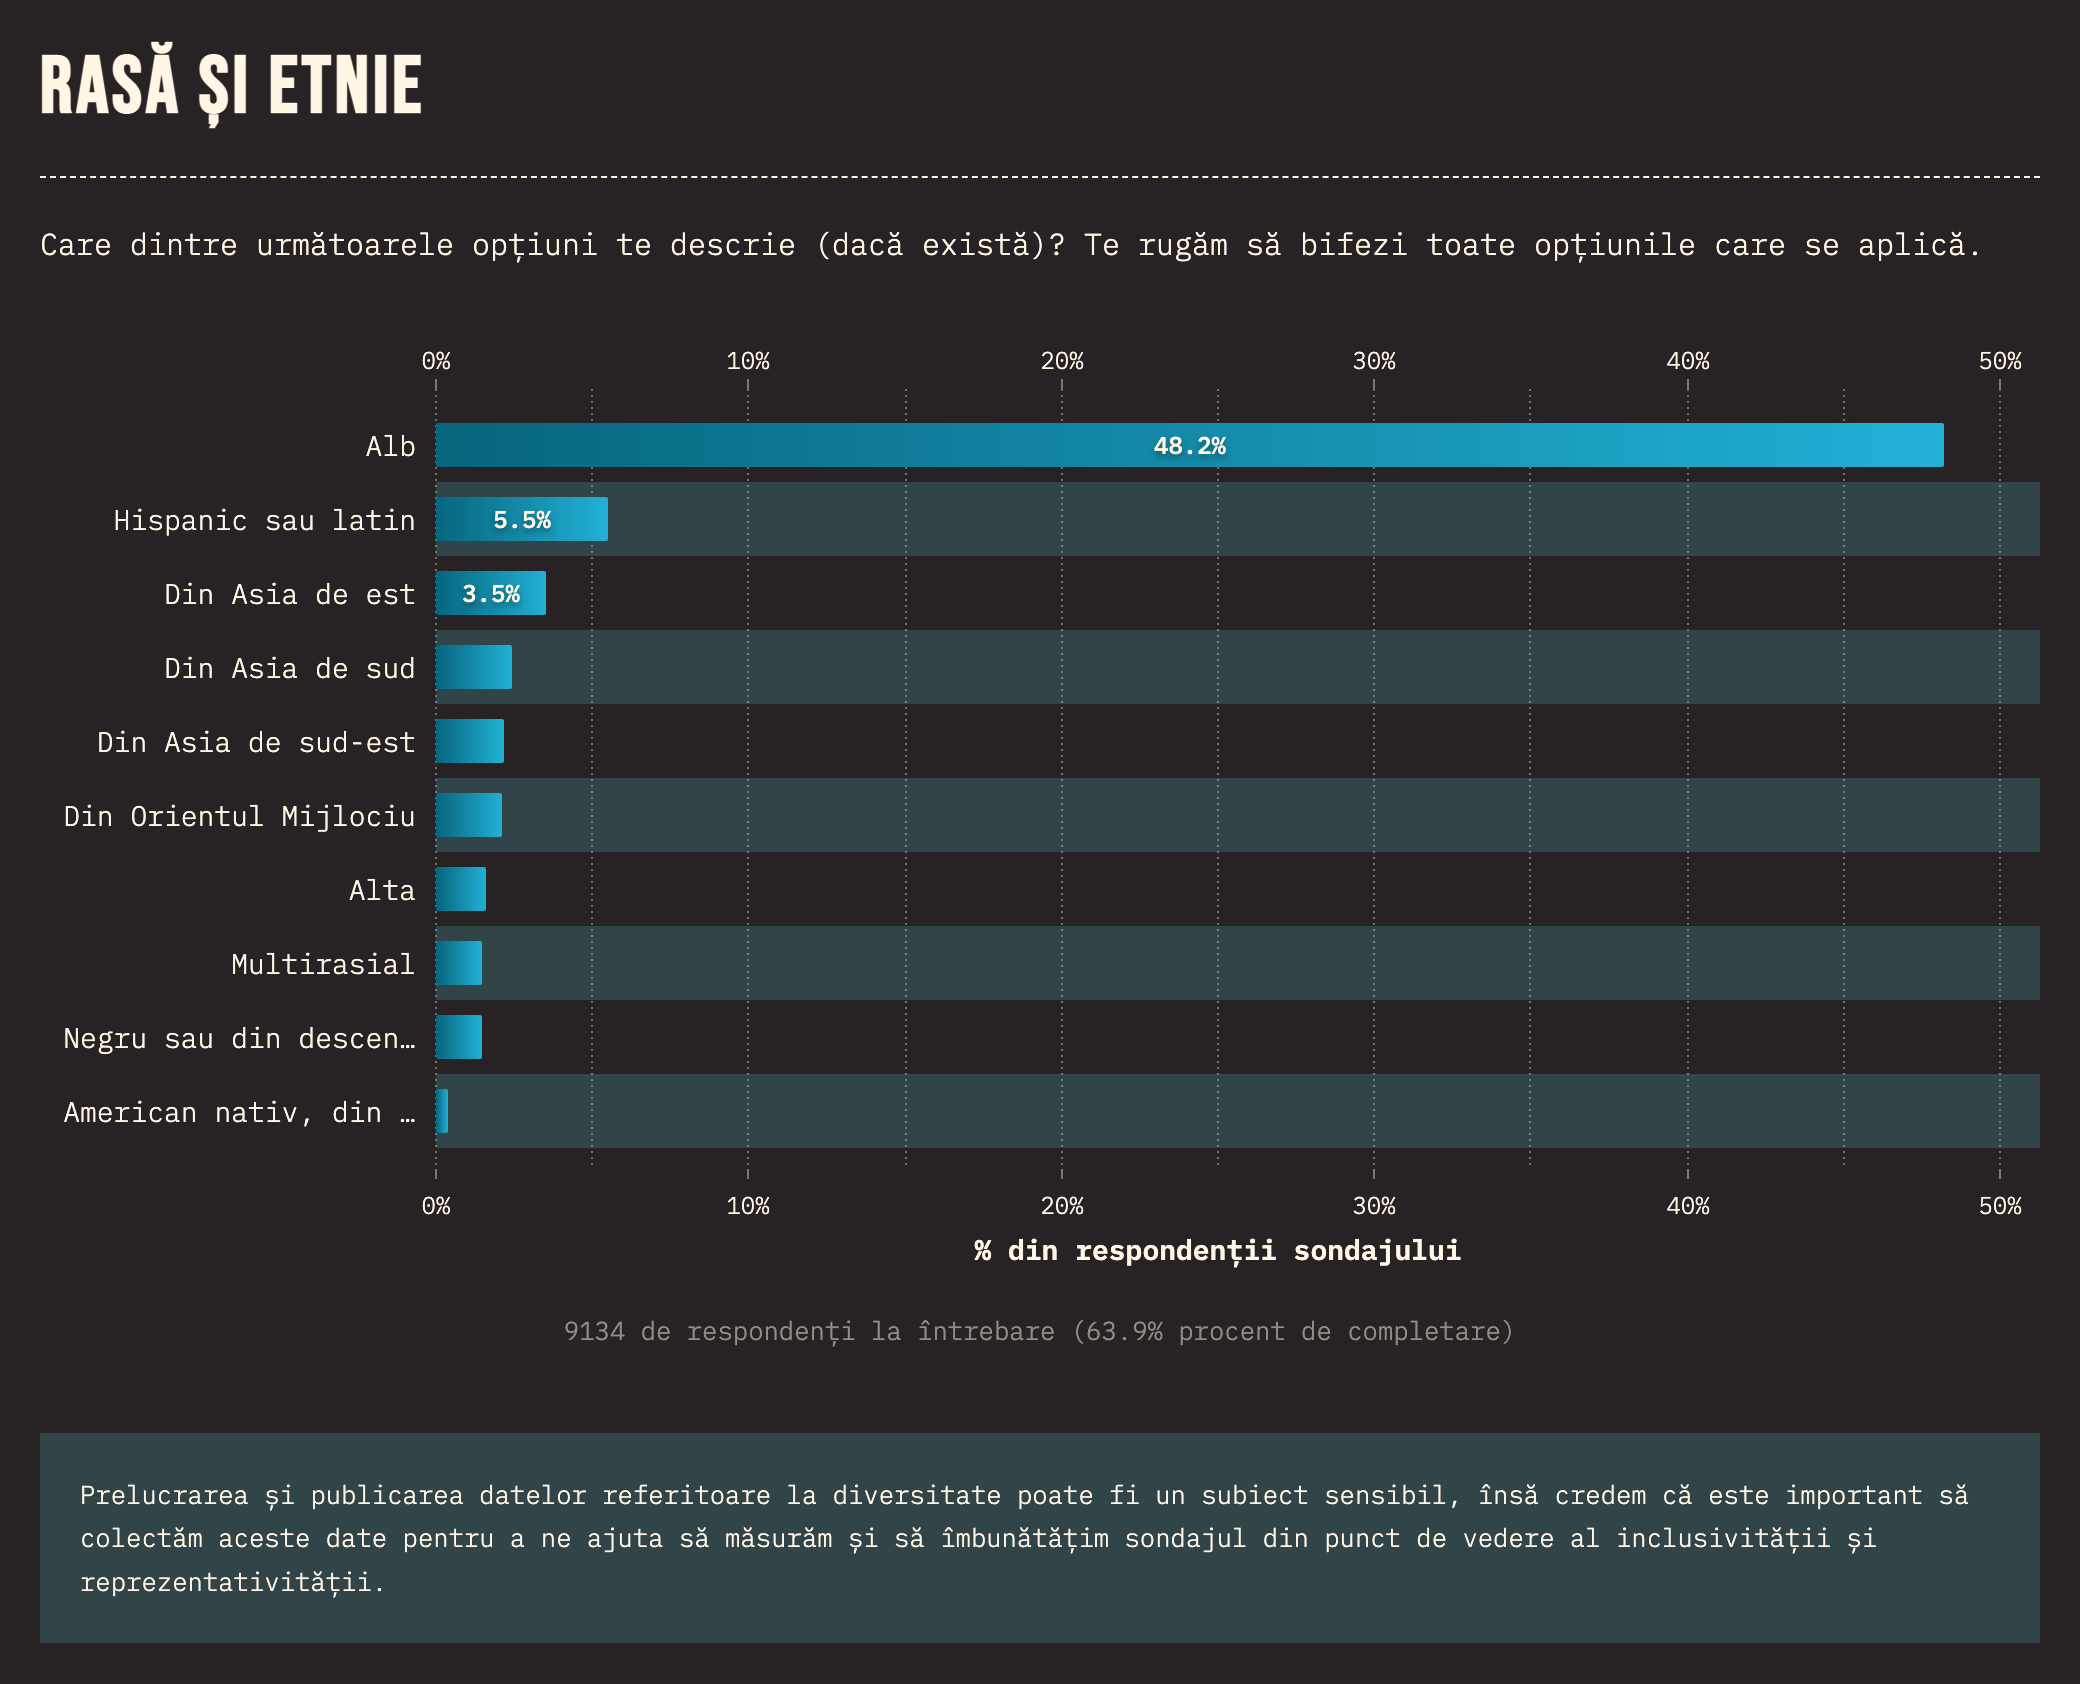 RASĂ ȘI ETNIE
Care dintre următoarele opțiuni te descrie (dacă există)? Te rugăm să bifezi toate opțiunile care se aplică.
0% 10% 20% 30% 40% 50%
Alb 48.2%
Hispanic sau latin 5.5%
Din Asia de est 3.5%
Din Asia de sud
Din Asia de sud-est
Din Orientul Mijlociu
Alta
Multirasial
Negru sau din descen…
American nativ, din …
0% 10% 20% 30% 40% 50%
% din respondenții sondajului
9134 de respondenți la întrebare (63.9% procent de completare)
Prelucrarea și publicarea datelor referitoare la diversitate poate fi un subiect sensibil, însă credem că este important să
colectăm aceste date pentru a ne ajuta să măsurăm și să îmbunătățim sondajul din punct de vedere al inclusivității și
reprezentativității.